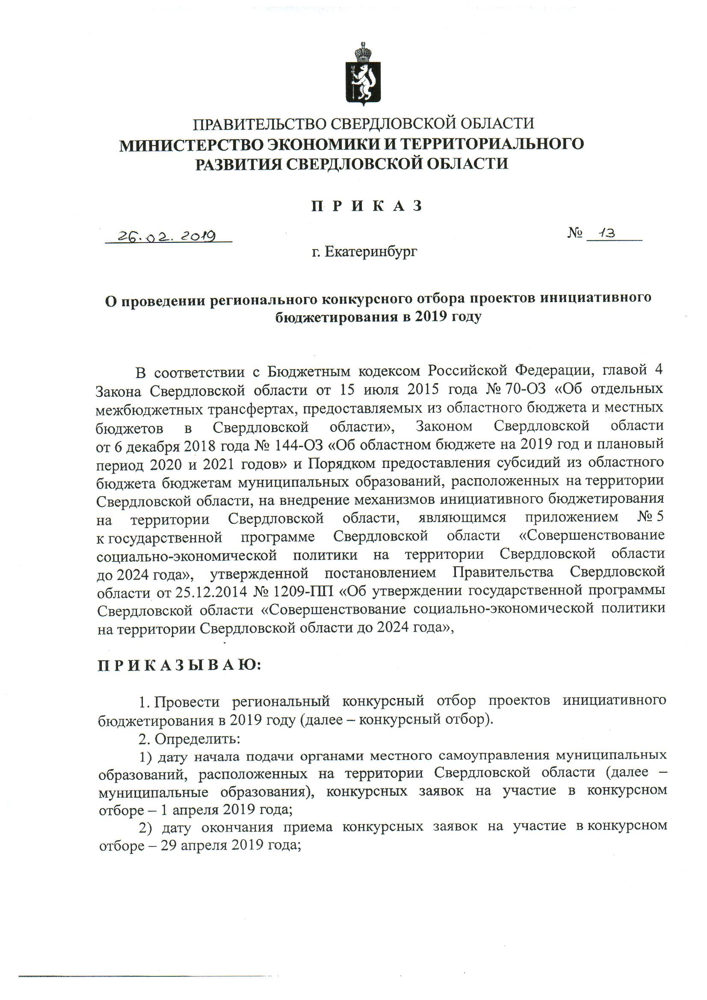 ПРАВИТЕЛЬСТВО СВЕРДЛОВСКОЙ ОБЛАСТИ
МИНИСТЕРСТВО ЭКОНОМИКИ И ТЕРРИТОРИАЛЬНОГО
РАЗВИТИЯ СВЕРДЛОВСКОЙ ОБЛАСТИ
П Р И К А З
26.02.2019 № 13
г. Екатеринбург
О проведении регионального конкурсного отбора проектов инициативного
бюджетирования в 2019 году
В соответствии с Бюджетным кодексом Российской Федерации, главой 4
Закона Свердловской области от 15 июля 2015 года № 70-ОЗ «Об отдельных
межбюджетных трансфертах, предоставляемых из областного бюджета и местных
бюджетов в Свердловской области», Законом Свердловской области
от 6 декабря 2018 года № 144-ОЗ «Об областном бюджете на 2019 год и плановый
период 2020 и 2021 годов» и Порядком предоставления субсидий из областного
бюджета бюджетам муниципальных образований, расположенных на территории
Свердловской области, на внедрение механизмов инициативного бюджетирования
на территории Свердловской области, являющимся приложением № 5
к государственной программе Свердловской области «Совершенствование
социально-экономической политики на территории Свердловской области
до 2024 года», утвержденной постановлением Правительства Свердловской
области от 25.12.2014 № 1209-ПП «Об утверждении государственной программы
Свердловской области «Совершенствование социально-экономической политики
на территории Свердловской области до 2024 года»,
П Р И К А З Ы В А Ю:
1. Провести региональный конкурсный отбор проектов инициативного
бюджетирования в 2019 году (далее – конкурсный отбор).
2. Определить:
1) дату начала подачи органами местного самоуправления муниципальных
образований, расположенных на территории Свердловской области (далее –
муниципальные образования), конкурсных заявок на участие в конкурсном
отборе – 1 апреля 2019 года;
2) дату окончания приема конкурсных заявок на участие в конкурсном
отборе – 29 апреля 2019 года;